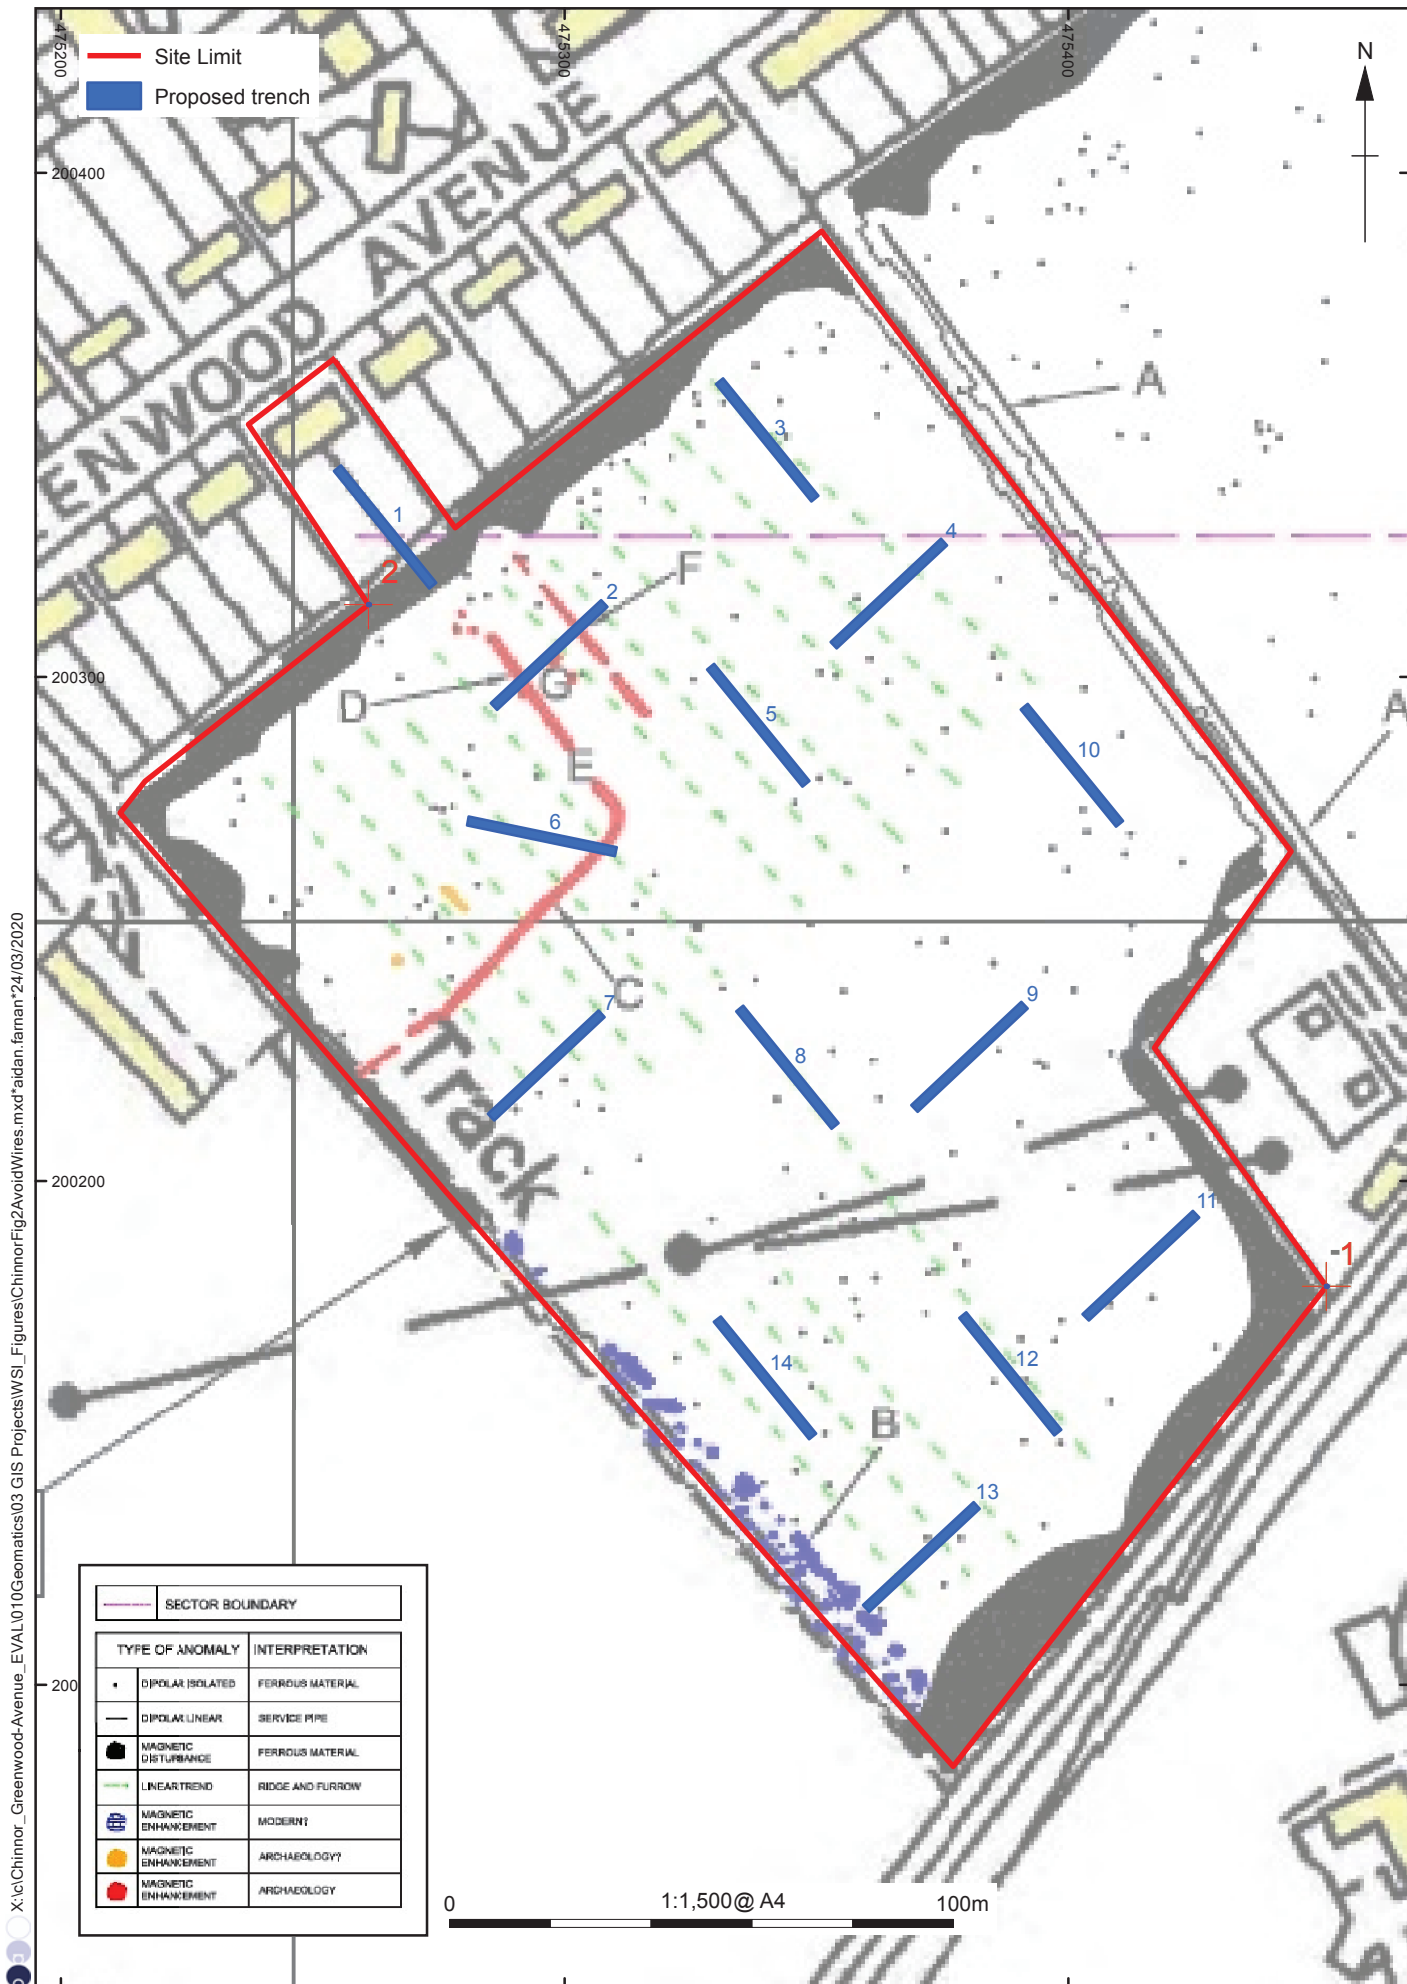 475200
475300
475400
Site Limit
Proposed trench
N
200400
ENWOOD AVENUE
A
3
1
4
2
2
F
200300
D
G
5
A
10
E
6
C
7
9
8
Track
200200
11
1
12
14
B
13
200
SECTOR BOUNDARY
TYPE OF ANOMALY INTERPRETATION
DIPOLAR ISOLATED FERROUS MATERIAL
DIPOLAR LINEAR SERVICE PIPE
MAGNETIC DISTURBANCE FERROUS MATERIAL
LINEAR TREND RIDGE AND FURROW
MAGNETIC ENHANCEMENT MODERN?
MAGNETIC ENHANCEMENT ARCHAEOLOGY?
MAGNETIC ENHANCEMENT ARCHAEOLOGY
0 1:1,500@ A4 100m
X:\c\Chinnor_Greenwood-Avenue_EVAL\010Geomatics\03 GIS Projects\WSI_Figures\ChinnorFig2AvoidWires.mxd*aidan.farnan*24/03/2020